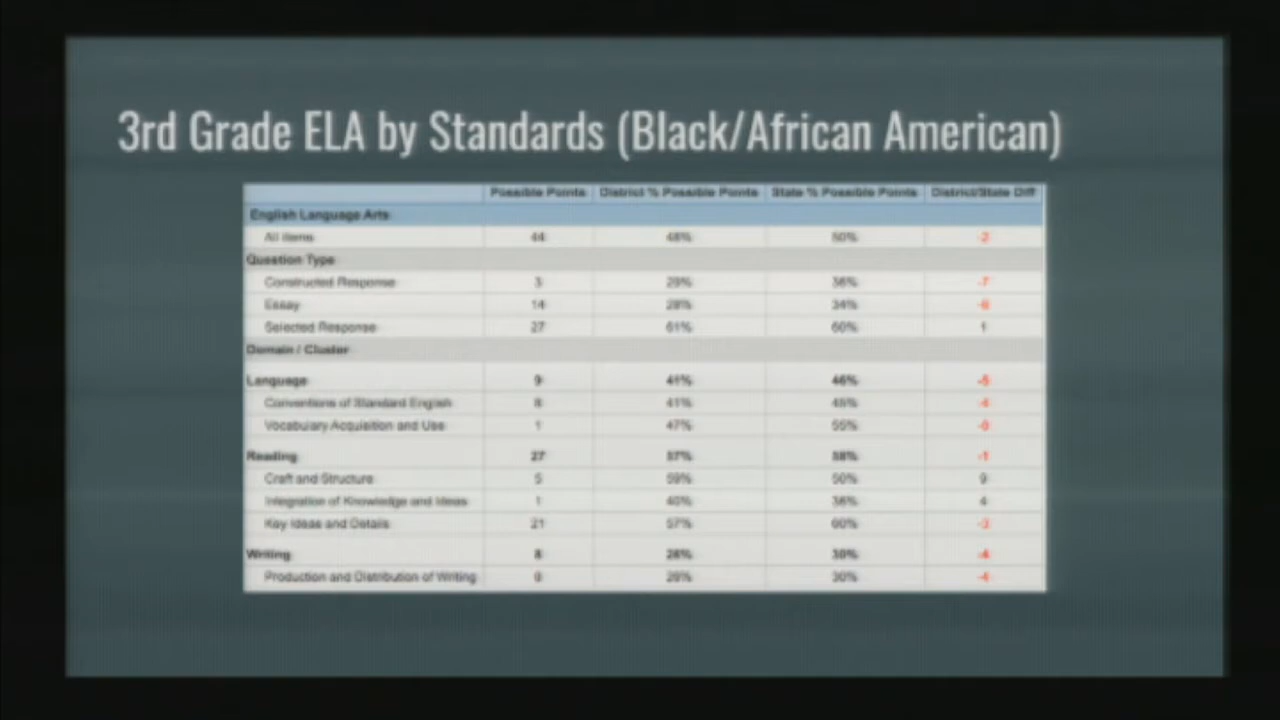 3rd Grade ELA by Standards (Black/African American)
Possible Points District % Possible Points State % Possible Points District/State Diff
English Language Arts
All items 44 48% 50% -2
Question Type
Constructed Response 3 29% 36% -7
Essay 14 28% 34%
Selected Response 27 61% 60% 1
Domain / Cluster
Language 9 41% 46% -5
Conventions of Standard English 8 41% 45% -4
Vocabulary Acquisition and Use 1 47% 55%
Reading 27 57% 58% -1
Craft and Structure 5 59% 50% 9
Integration of Knowledge and Ideas 1 40% 36% 4
Key Ideas and Details 21 57% 60% -3
Writing 8 26% 30% -4
Production and Distribution of Writing 30% -4